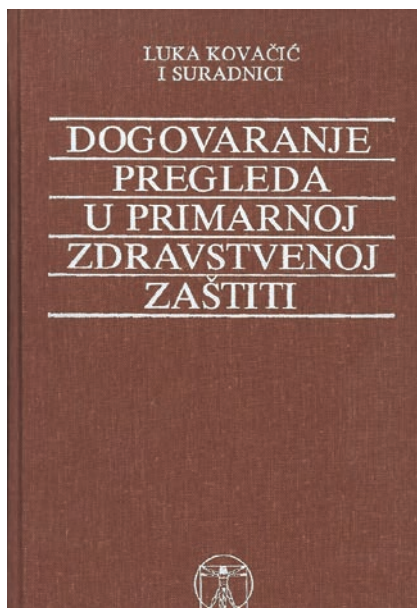 LUKA KOVAČIĆ
I SURADNICI
DOGOVARANJE
PREGLEDA
U PRIMARNOJ
ZDRAVSTVENOJ
ZAŠTITI